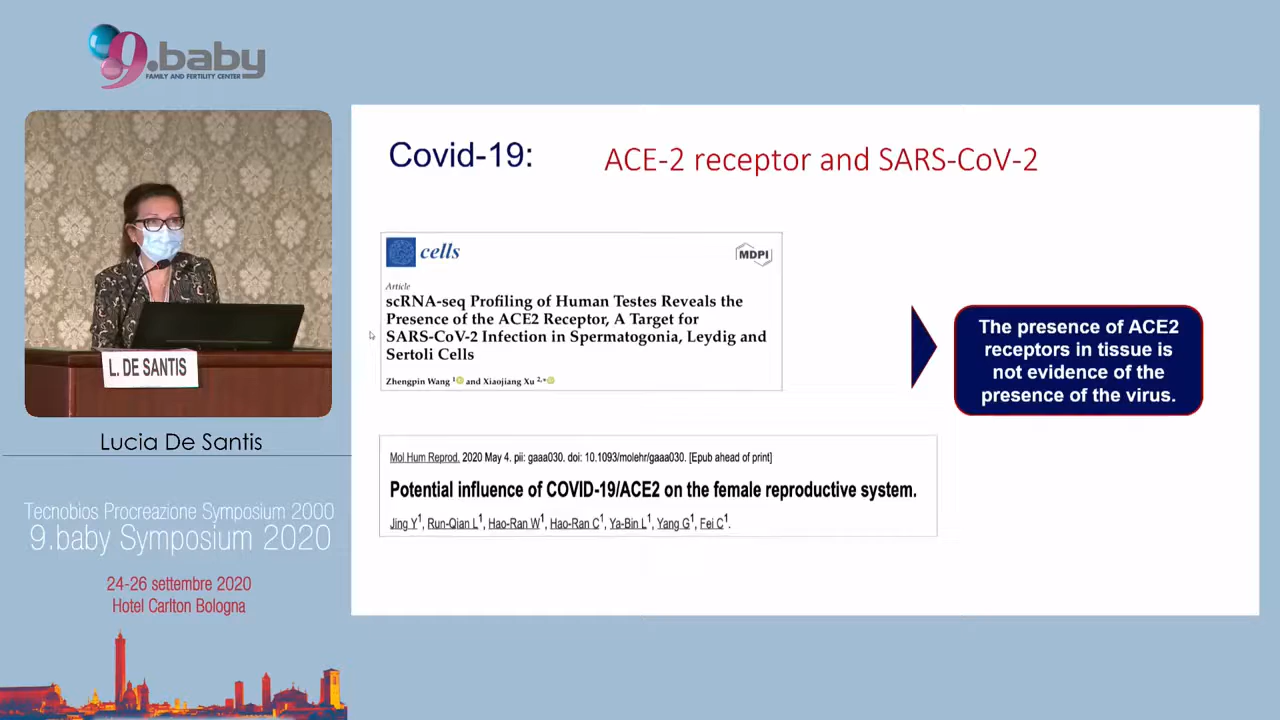 9.baby
FAMILY AND FERTILITY CENTER
L. DE SANTIS
Lucia De Santis
Tecnobios Procreazione Symposium 2000
9.baby Symposium 2020
24-26 settembre 2020
Hotel Carlton Bologna
Covid-19:
ACE-2 receptor and SARS-CoV-2
cells
MDPI
Article
scRNA-seq Profiling of Human Testes Reveals the
Presence of the ACE2 Receptor, A Target for
SARS-CoV-2 Infection in Spermatogonia, Leydig and
Sertoli Cells
Zhengpin Wang 1 and Xiaojiang Xu 2,*
The presence of ACE2
receptors in tissue is
not evidence of the
presence of the virus.
Mol Hum Reprod. 2020 May 4. pii: gaaa030. doi: 10.1093/molehr/gaaa030. [Epub ahead of print]
Potential influence of COVID-19/ACE2 on the female reproductive system.
Jing Y1, Run-Qian L1, Hao-Ran W1, Hao-Ran C1, Ya-Bin L1, Yang G1, Fei C1.